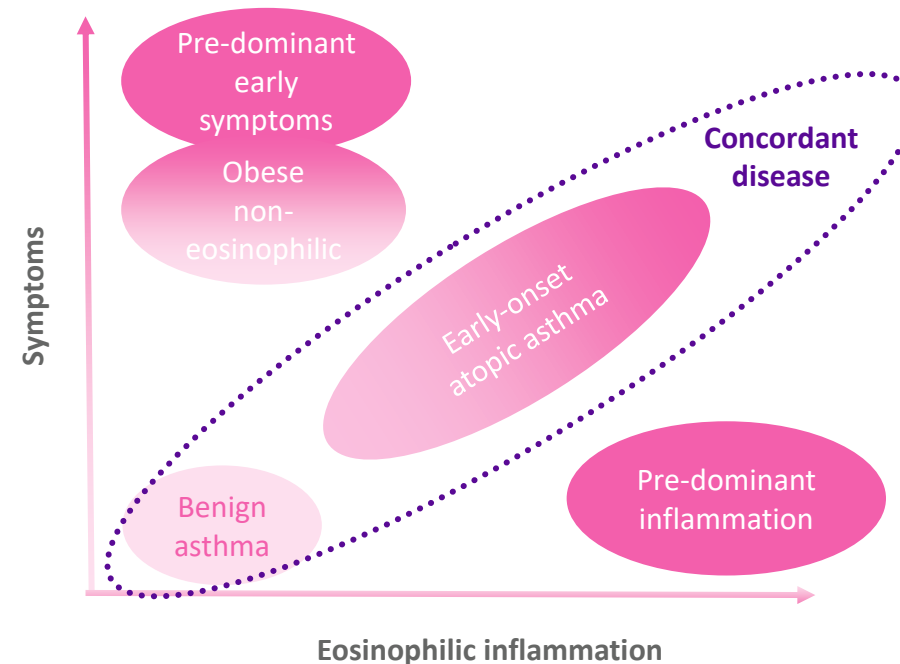 Pre-dominant
early
symptoms
Obese
non-
eosinophilic
Concordant
disease
Early-onset
atopic asthma
Benign
asthma
Pre-dominant
inflammation
Symptoms
Eosinophilic inflammation